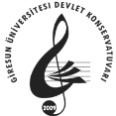 GİRESUN ÜNİVERSİTESİ DEVLET KONSERVATUVARI
2009